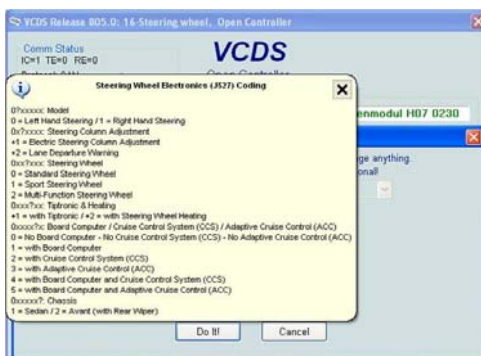 VCDS Release 805.0: 16-Steering wheel, Open Controller
Comm Status
IC=1 TE=0 RE=0
VCDS
Steering Wheel Electronics (J527) Coding
enmodul H07 0230
0?xxxxx: Model
0 = Left Hand Steering / 1 = Right Hand Steering
0x?xxxx: Steering Column Adjustment
+1 = Electric Steering Column Adjustment
+2 = Lane Departure Warning
0xx?xxx: Steering Wheel
0 = Standard Steering Wheel
1 = Sport Steering Wheel
2 = Multi-Function Steering Wheel
0xxx?xx: Tiptronic & Heating
+1 = with Tiptronic / +2 = with Steering Wheel Heating
0xxxx?x: Board Computer / Cruise Control System (CCS) / Adaptive Cruise Control (ACC)
0 = No Board Computer - No Cruise Control System (CCS) - No Adaptive Cruise Control (ACC)
1 = with Board Computer
2 = with Cruise Control System (CCS)
3 = with Adaptive Cruise Control (ACC)
4 = with Board Computer and Cruise Control System (CCS)
5 = with Board Computer and Adaptive Cruise Control (ACC)
0xxxxx?: Chassis
1 = Sedan / 2 = Avant (with Rear Wiper)
ge anything.
onal!
Do It!
Cancel